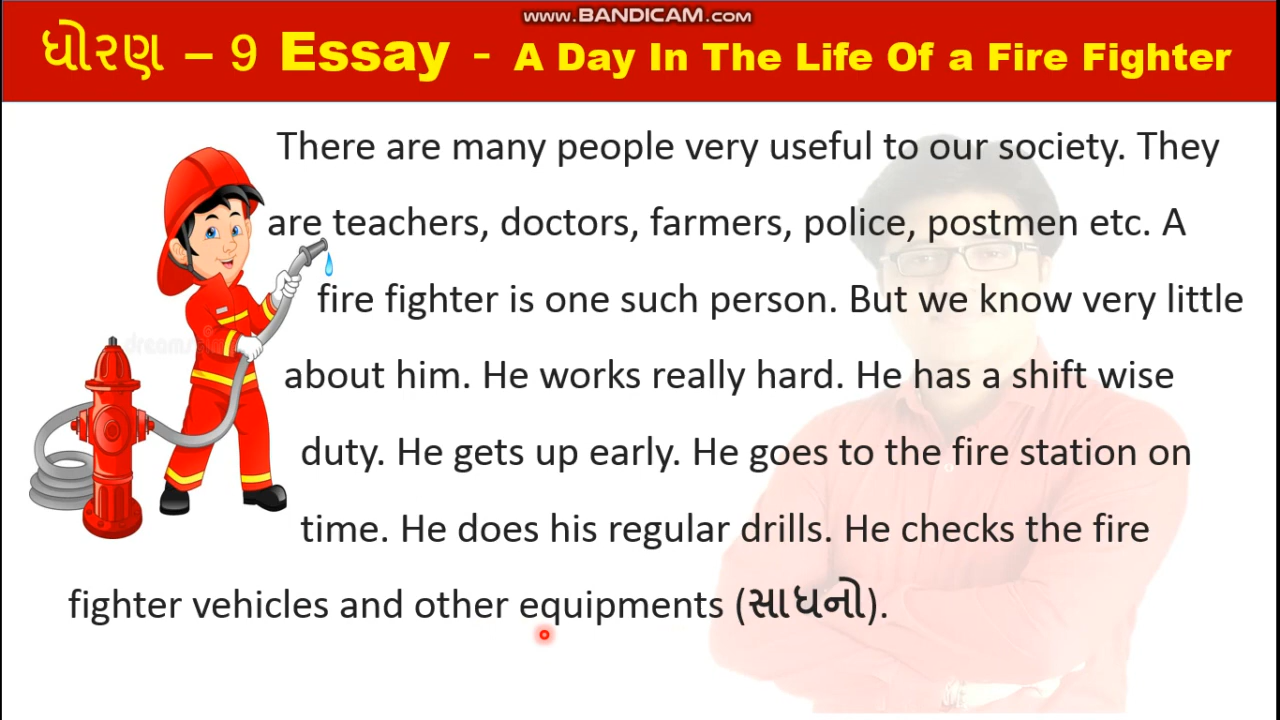 www.BANDICAM.com
ધોરણ – 9 Essay - A Day In The Life Of a Fire Fighter
There are many people very useful to our society. They
are teachers, doctors, farmers, police, postmen etc. A
fire fighter is one such person. But we know very little
about him. He works really hard. He has a shift wise
duty. He gets up early. He goes to the fire station on
time. He does his regular drills. He checks the fire
fighter vehicles and other equipments (સાધનો).